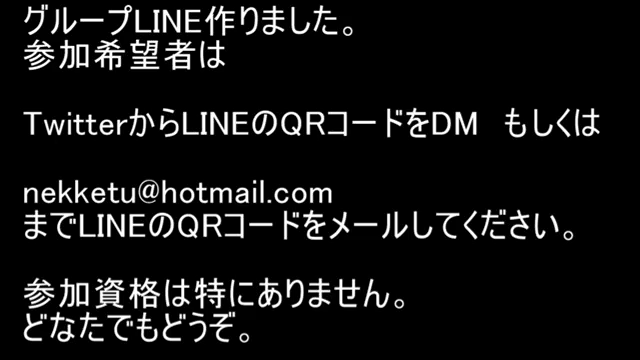 グループLINE作りました。
参加希望者は
TwitterからLINEのQRコードをDM　もしくは
nekketu@hotmail.com
までLINEのQRコードをメールしてください。
参加資格は特にありません。
どなたでもどうぞ。